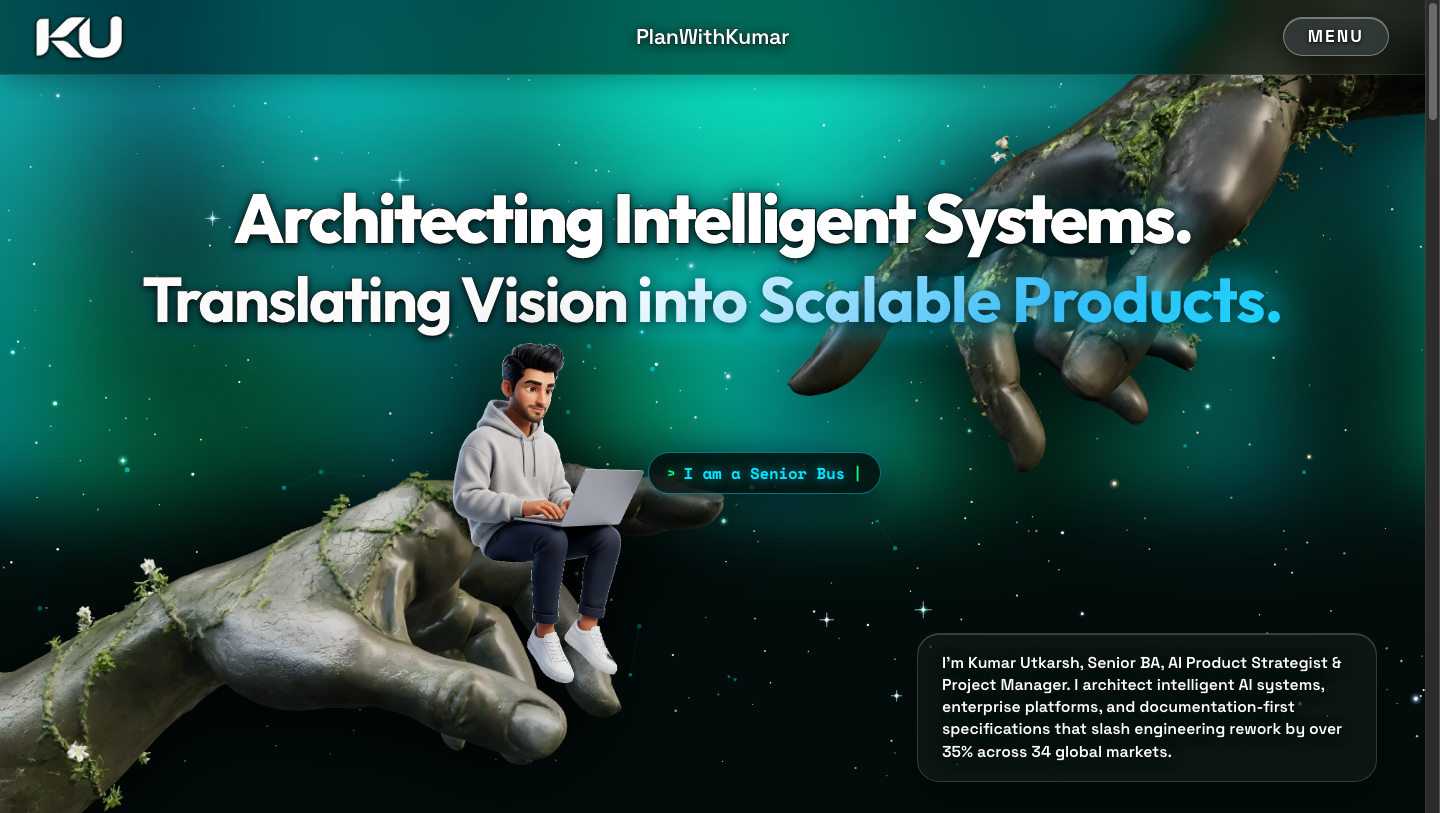 KU
PlanWithKumar
MENU
Architecting Intelligent Systems.
Translating Vision into Scalable Products.
> I am a Senior Bus |
I'm Kumar Utkarsh, Senior BA, AI Product Strategist &
Project Manager. I architect intelligent AI systems,
enterprise platforms, and documentation-first
specifications that slash engineering rework by over
35% across 34 global markets.